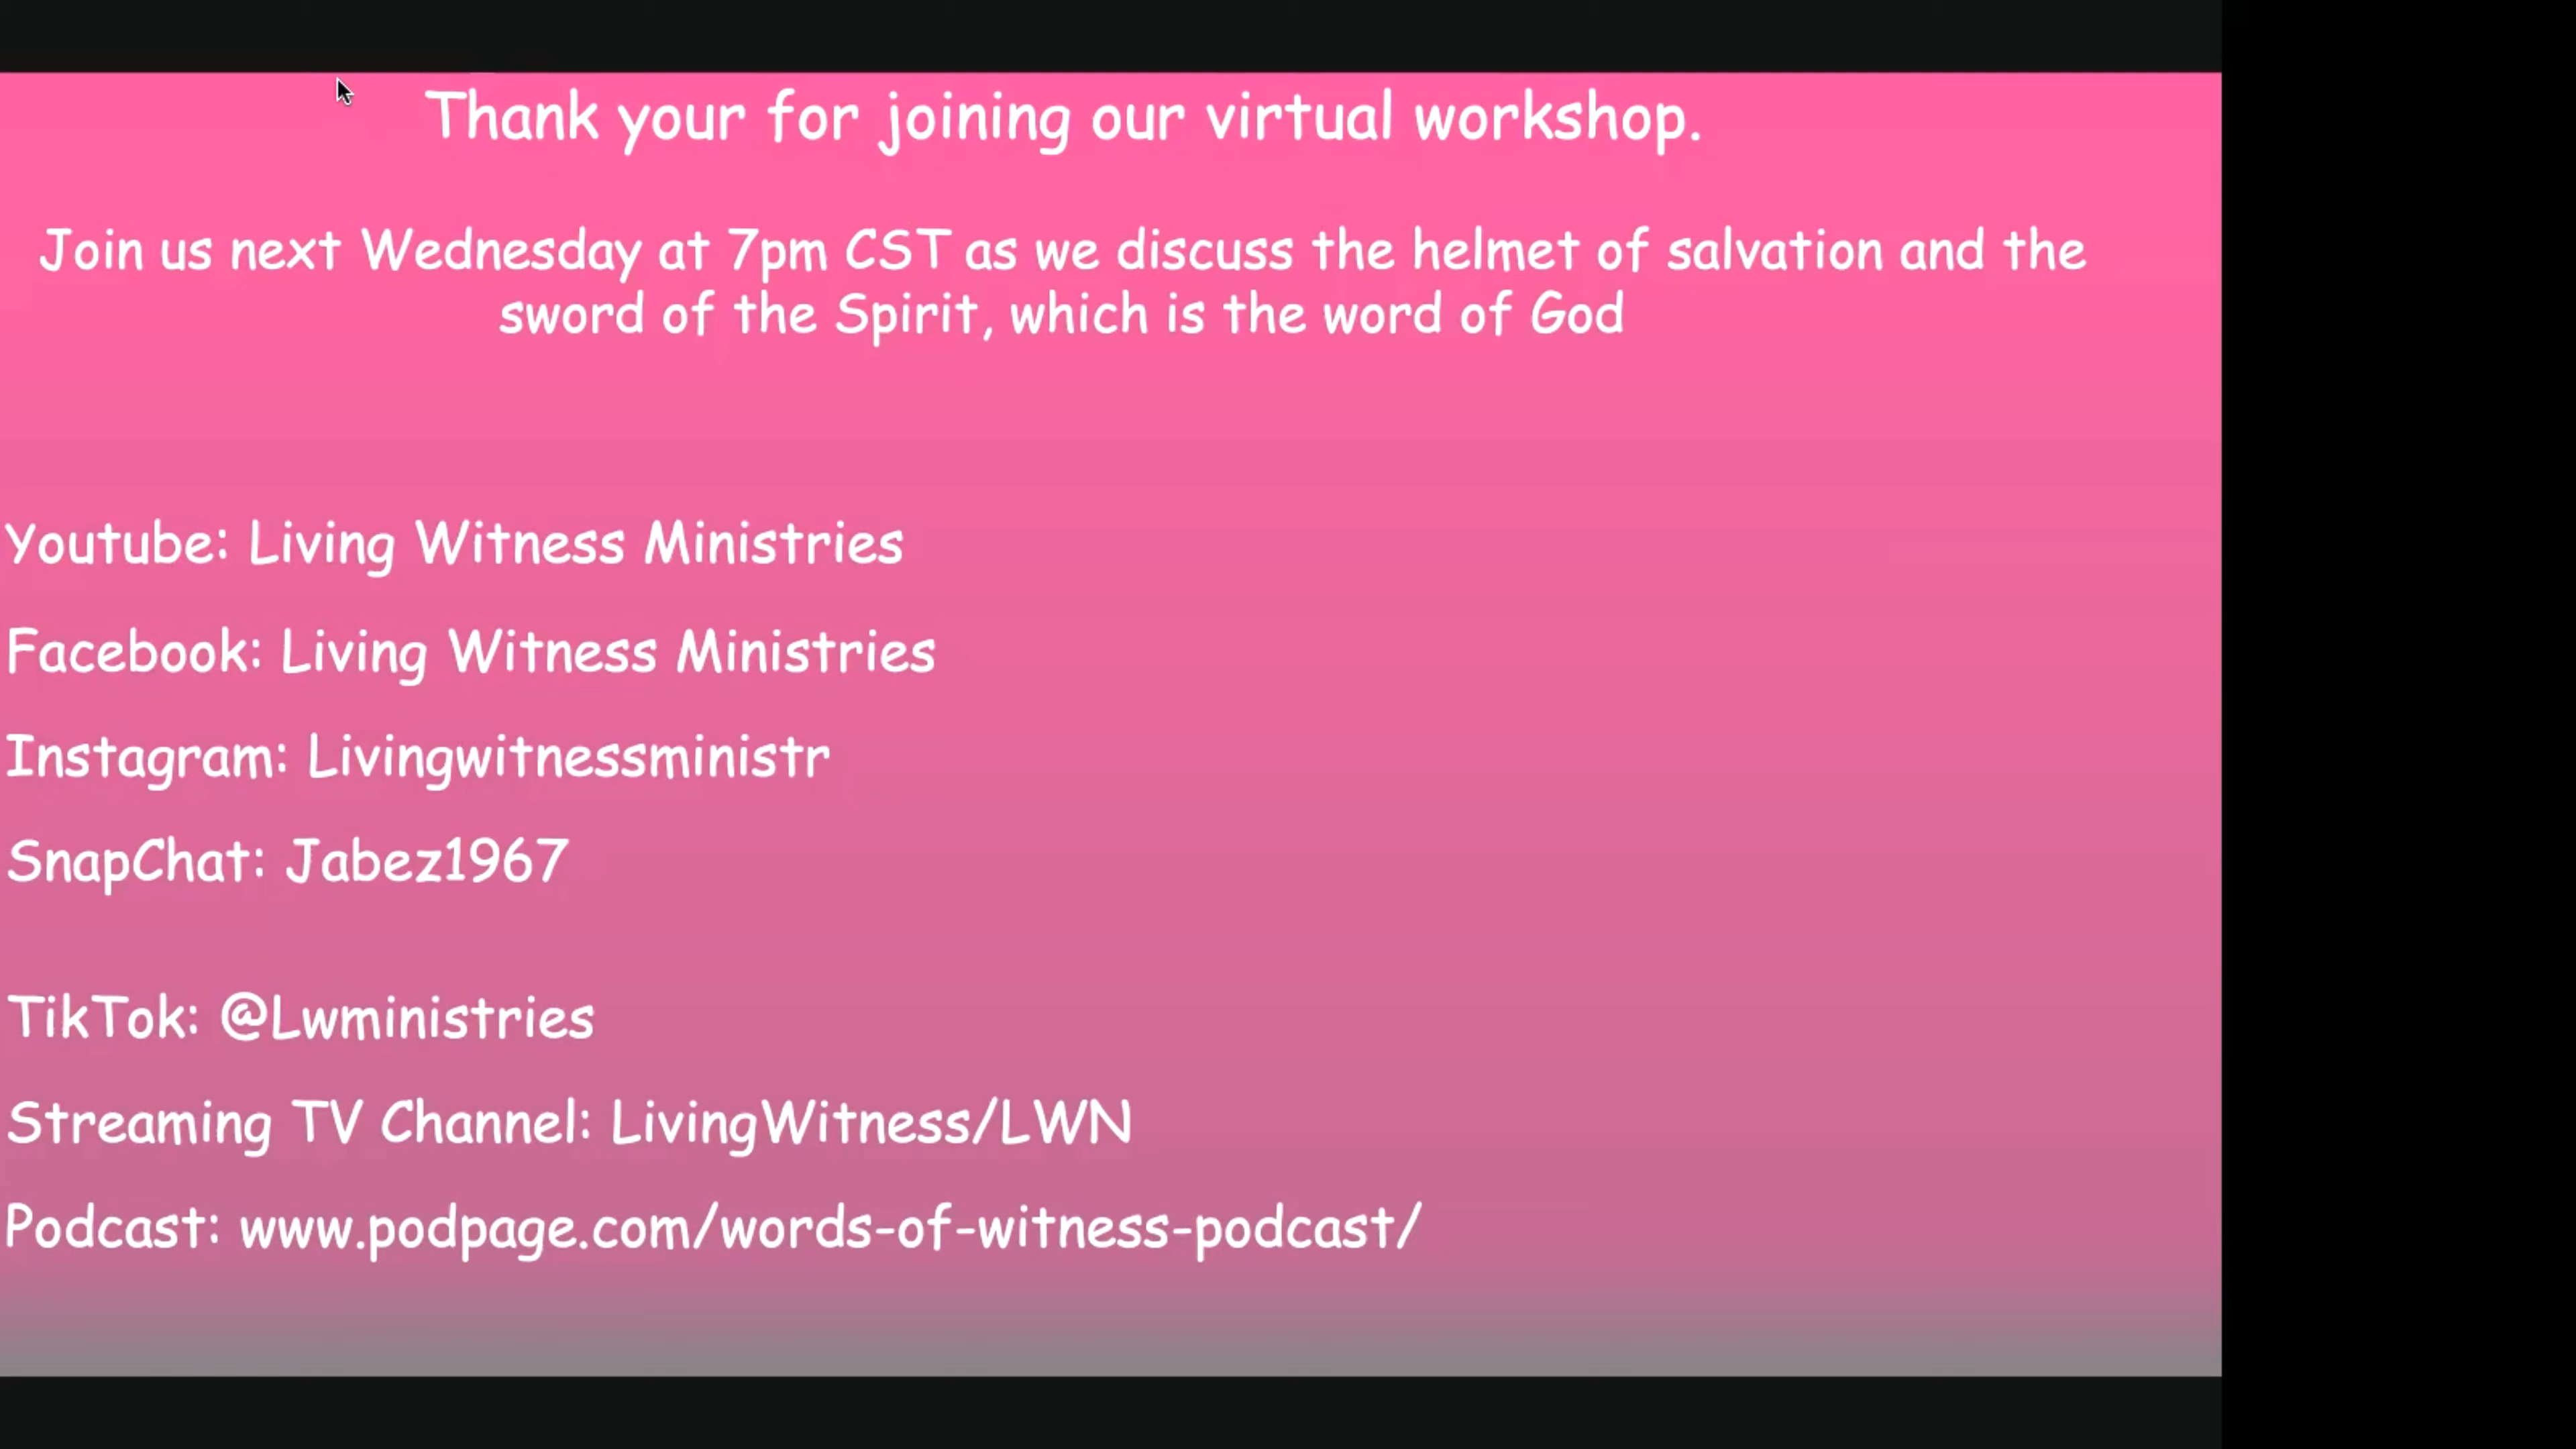 Thank your for joining our virtual workshop.
Join us next Wednesday at 7pm CST as we discuss the helmet of salvation and the
sword of the Spirit, which is the word of God
Youtube: Living Witness Ministries
Facebook: Living Witness Ministries
Instagram: Livingwitnessministr
SnapChat: Jabez1967
TikTok: @Lwministries
Streaming TV Channel: LivingWitness/LWN
Podcast: www.podpage.com/words-of-witness-podcast/